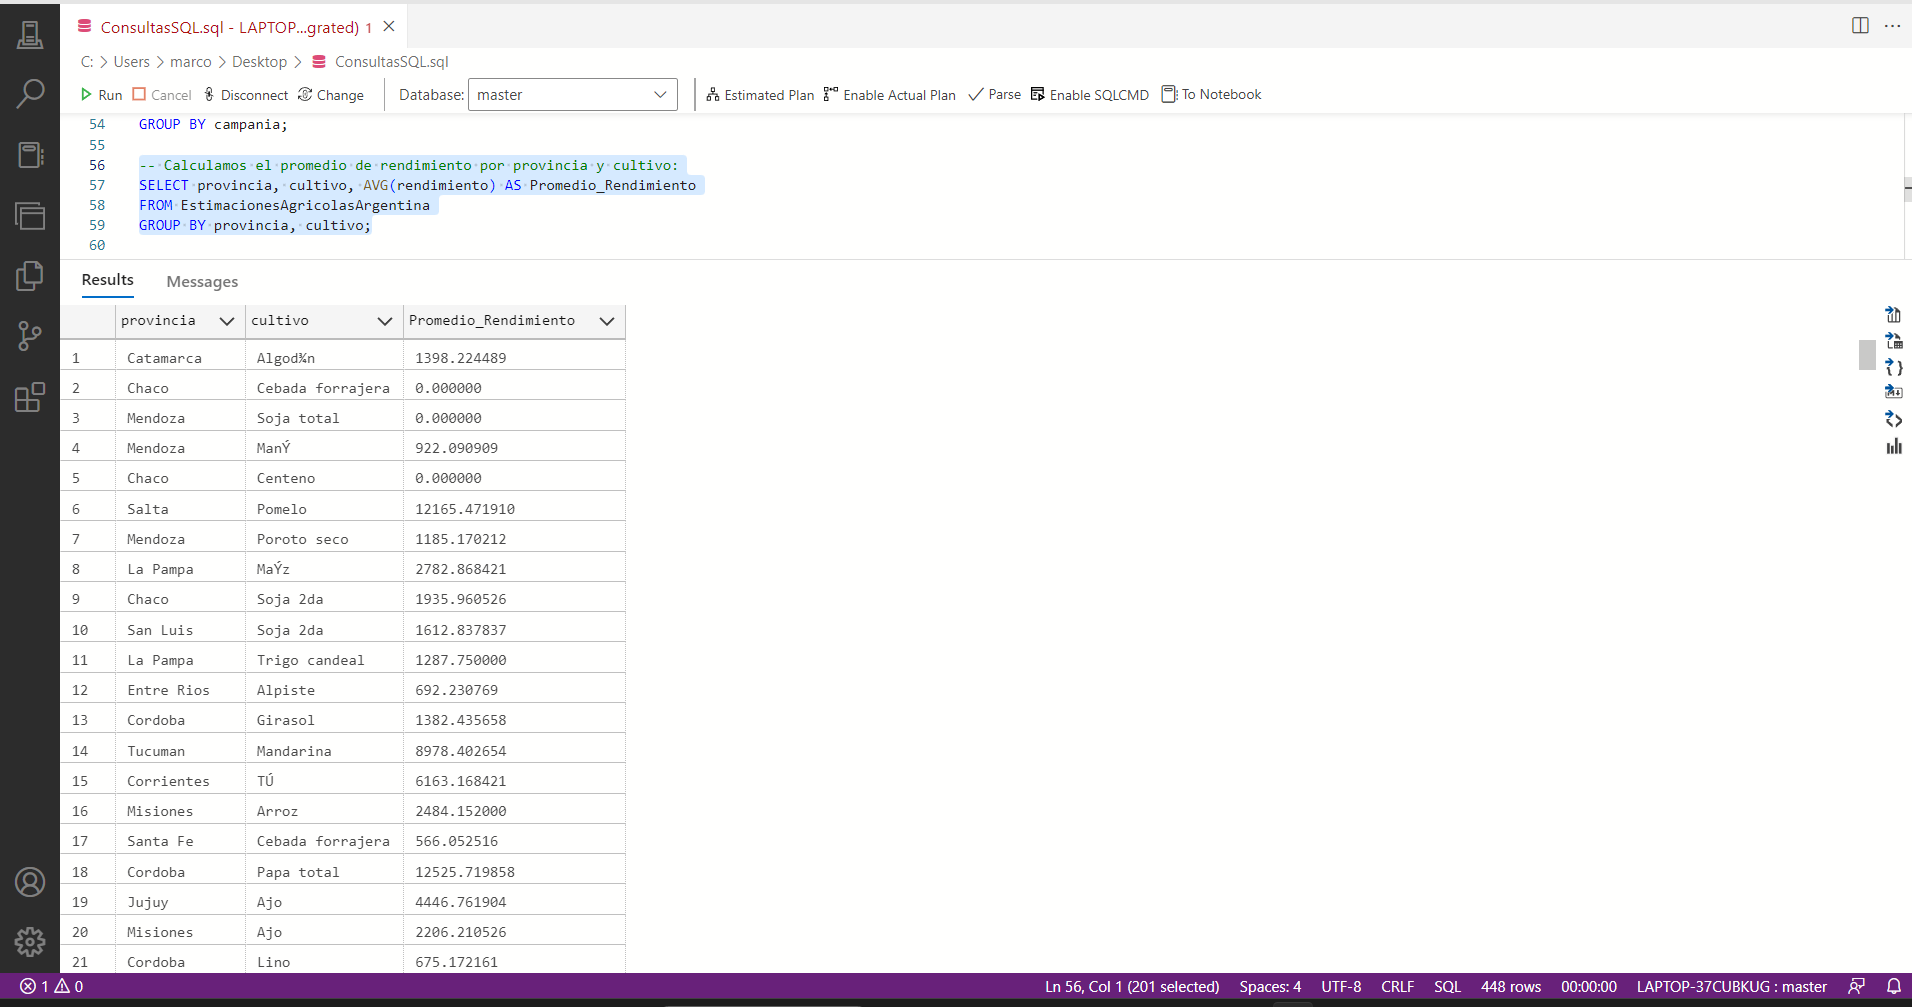 ConsultasSQL.sql - LAPTOP...grated) 1
C: > Users > marco > Desktop > ConsultasSQL.sql
Run Cancel Disconnect Change Database: master Estimated Plan Enable Actual Plan Parse Enable SQLCMD To Notebook
54 GROUP BY campania;
55
56 -- Calculamos el promedio de rendimiento por provincia y cultivo:
57 SELECT provincia, cultivo, AVG(rendimiento) AS Promedio_Rendimiento
58 FROM EstimacionesAgricolasArgentina
59 GROUP BY provincia, cultivo;
60
Results Messages
provincia cultivo Promedio_Rendimiento
1 Catamarca Algod¾n 1398.224489
2 Chaco Cebada forrajera 0.000000
3 Mendoza Soja total 0.000000
4 Mendoza ManÝ 922.090909
5 Chaco Centeno 0.000000
6 Salta Pomelo 12165.471910
7 Mendoza Poroto seco 1185.170212
8 La Pampa MaÝz 2782.868421
9 Chaco Soja 2da 1935.960526
10 San Luis Soja 2da 1612.837837
11 La Pampa Trigo candeal 1287.750000
12 Entre Rios Alpiste 692.230769
13 Cordoba Girasol 1382.435658
14 Tucuman Mandarina 8978.402654
15 Corrientes TÚ 6163.168421
16 Misiones Arroz 2484.152000
17 Santa Fe Cebada forrajera 566.052516
18 Cordoba Papa total 12525.719858
19 Jujuy Ajo 4446.761904
20 Misiones Ajo 2206.210526
21 Cordoba Lino 675.172161
1 0 Ln 56, Col 1 (201 selected) Spaces: 4 UTF-8 CRLF SQL 448 rows 00:00:00 LAPTOP-37CUBKUG : master